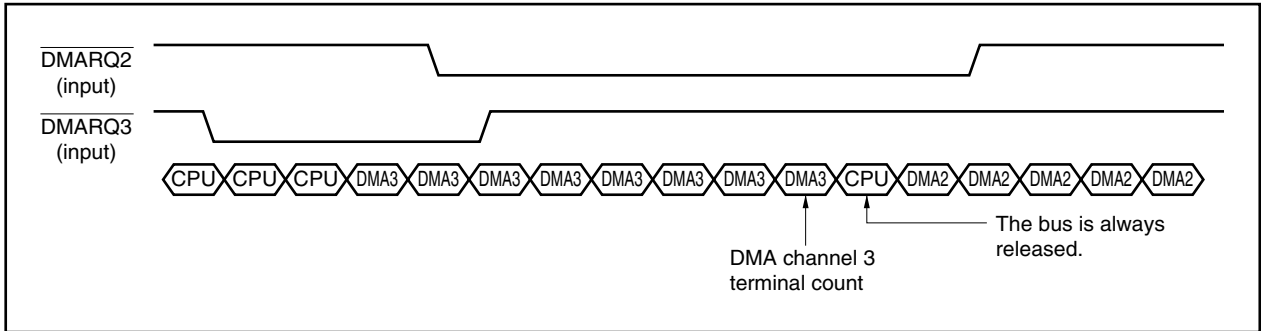 DMARQ2
(input)
DMARQ3
(input)
CPU CPU CPU DMA3 DMA3 DMA3 DMA3 DMA3 DMA3 DMA3 DMA3 CPU DMA2 DMA2 DMA2 DMA2 DMA2
DMA channel 3
terminal count
The bus is always
released.